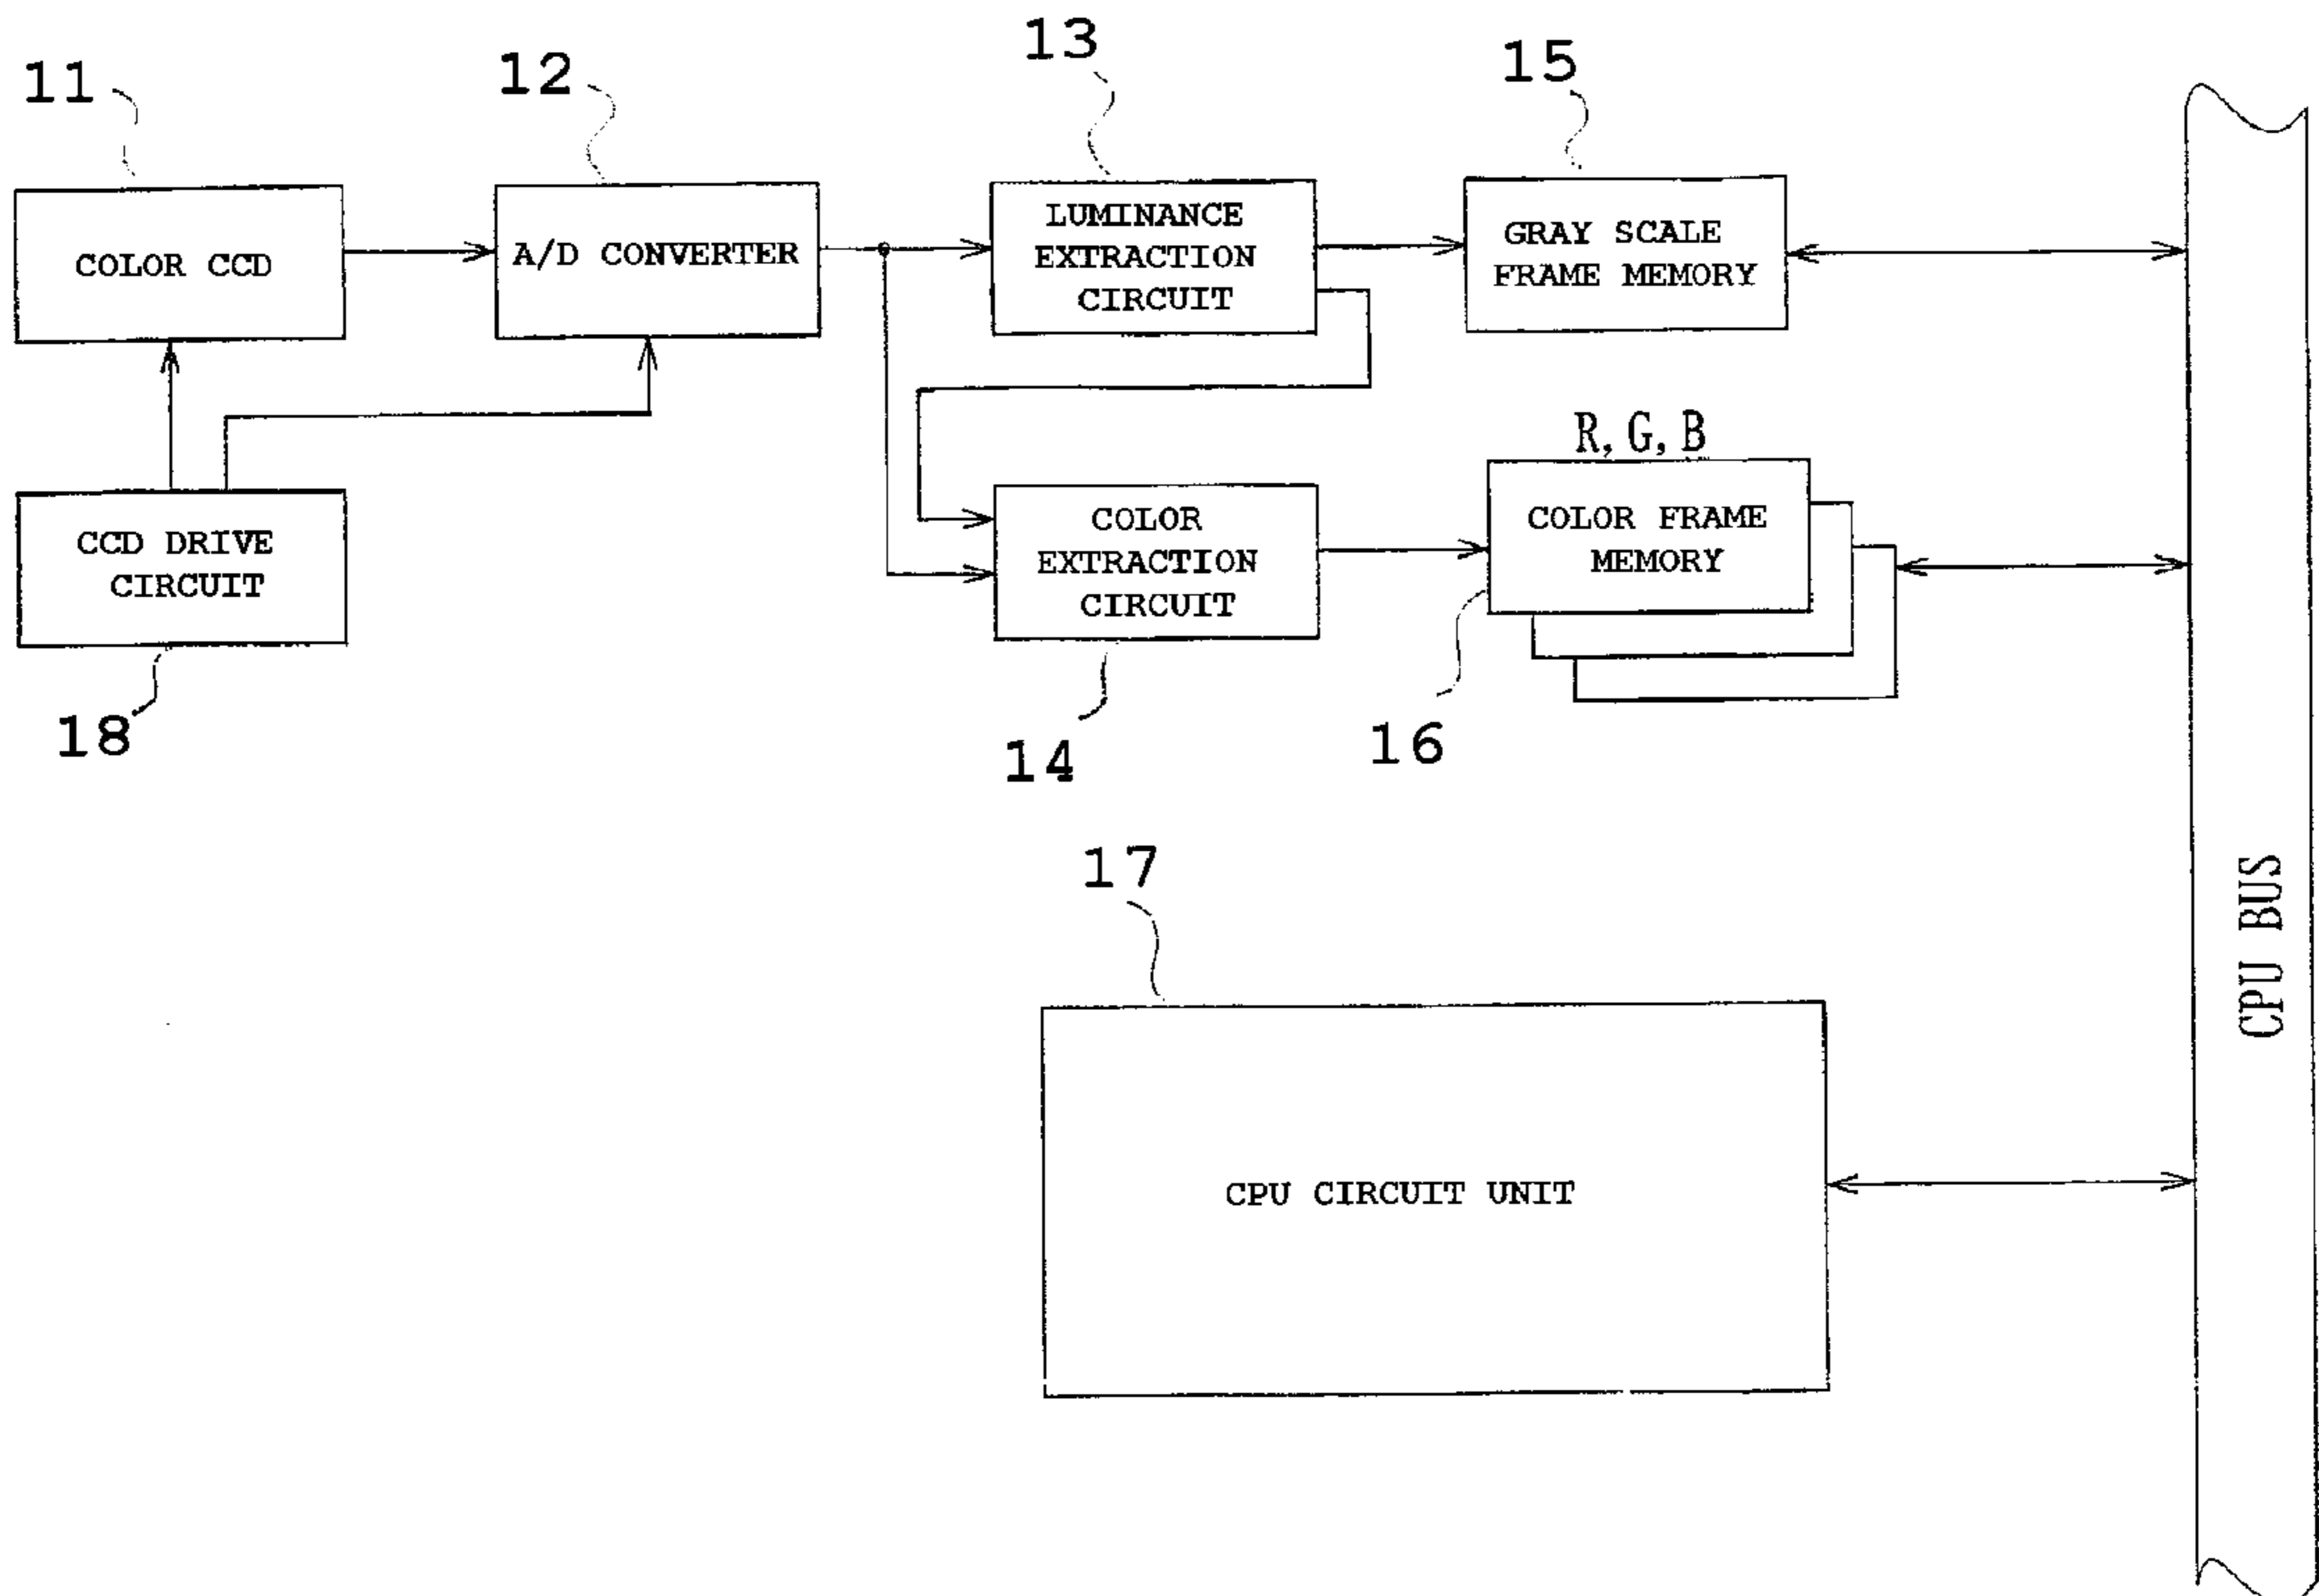 11
12
13
15
COLOR CCD
A/D CONVERTER
LUMINANCE
EXTRACTION
CIRCUIT
GRAY SCALE
FRAME MEMORY
R, G, B
CCD DRIVE
CIRCUIT
COLOR
EXTRACTION
CIRCUIT
COLOR FRAME
MEMORY
18
14
16
17
CPU CIRCUIT UNIT
CPU BUS